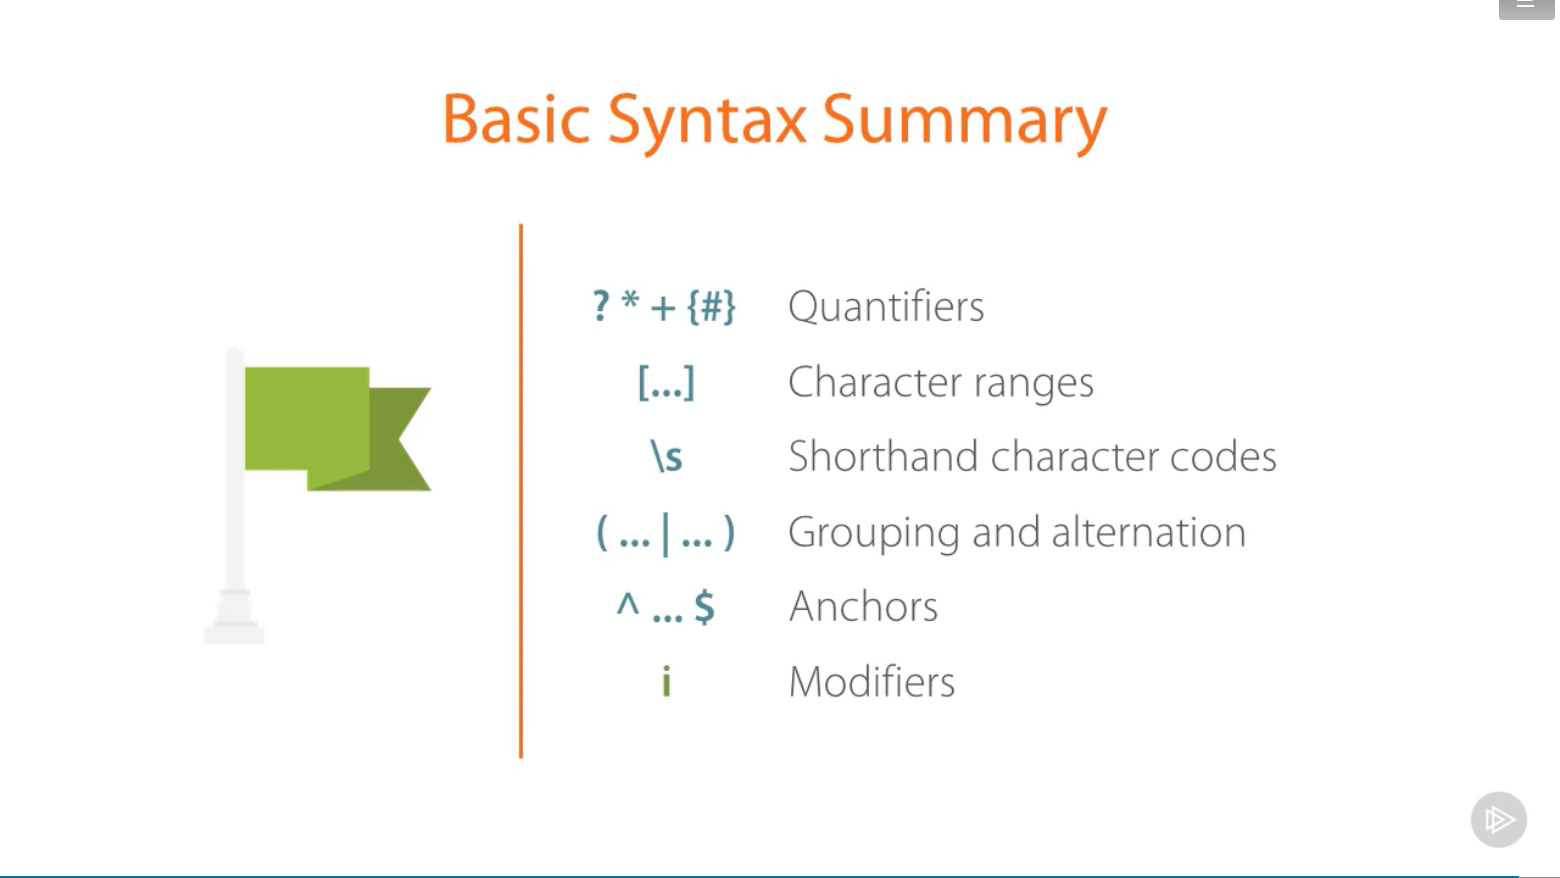 Basic Syntax Summary
? * + {#} Quantifiers
[...] Character ranges
\s Shorthand character codes
( ... | ... ) Grouping and alternation
^ ... $ Anchors
i Modifiers